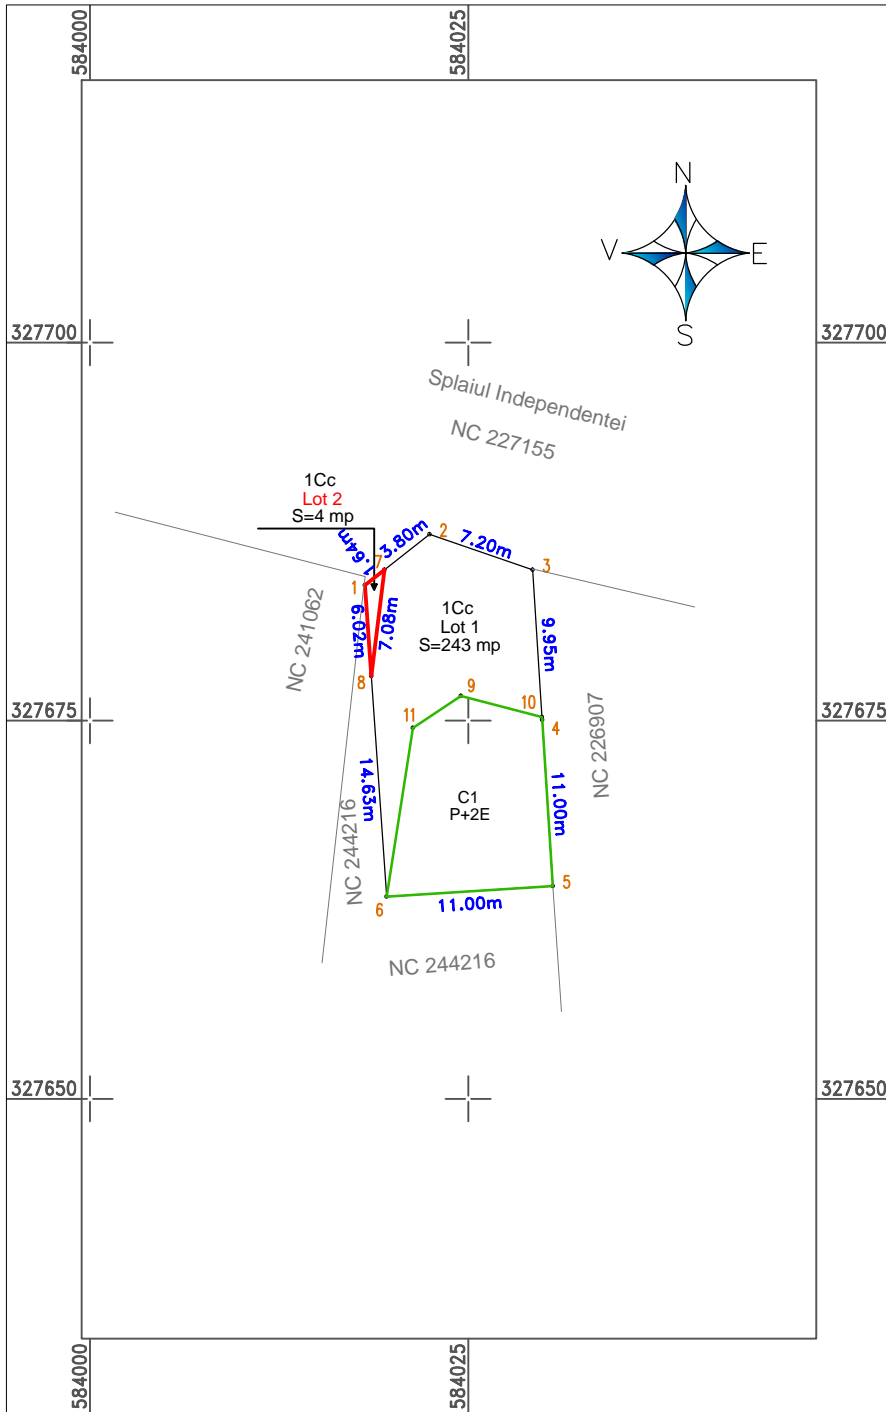 584000
584025
N
V
E
S
327700
327700
Splaiul Independentei
NC 227155
1Cc
Lot 2
S=4 mp
1.64m
3.80m
2
7.20m
7
1
3
NC 241062
6.02m
7.08m
1Cc
Lot 1
S=243 mp
9.95m
8
9
10
327675
11
4
327675
NC 226907
14.63m
C1
P+2E
11.00m
NC 244216
5
6
11.00m
NC 244216
327650
327650
584000
584025